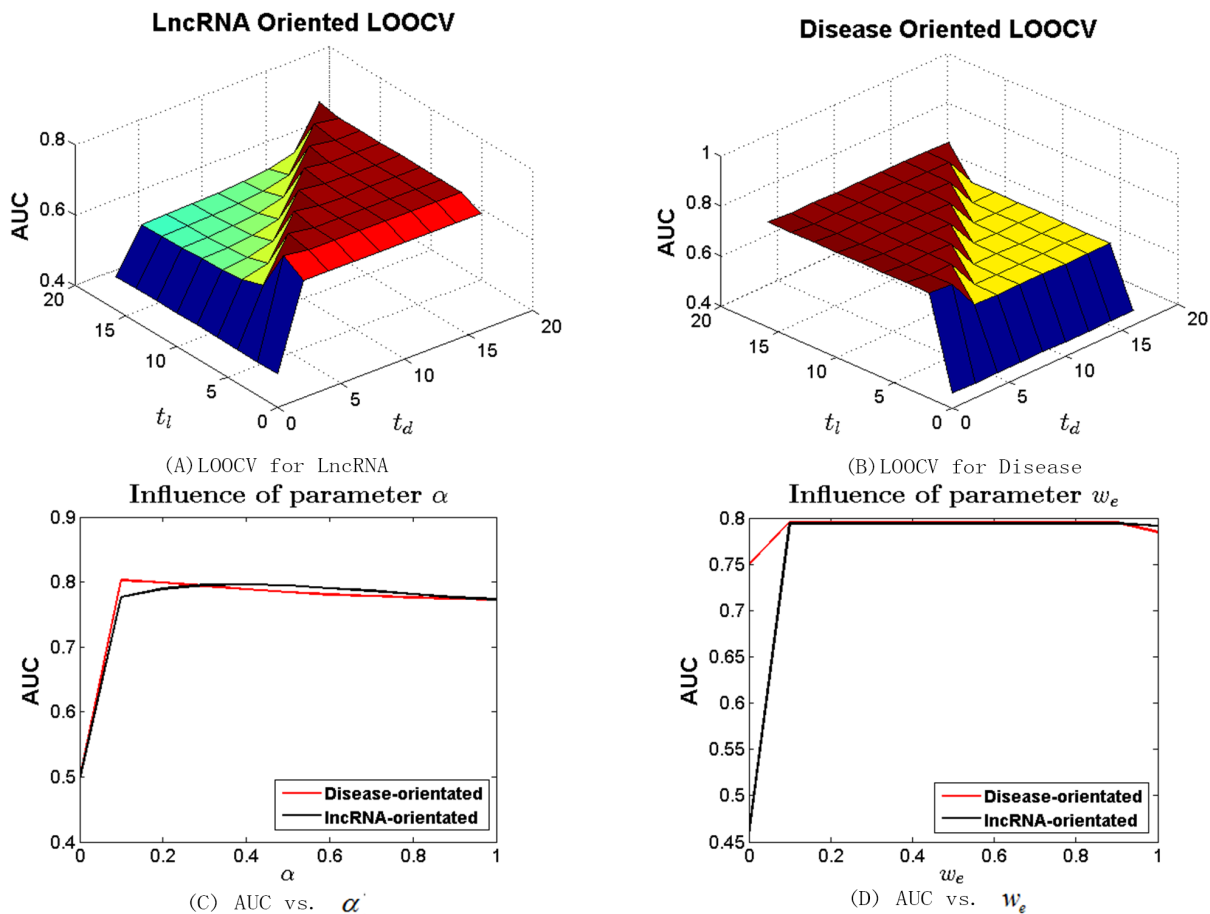 LncRNA Oriented LOOCV
AUC
0.8
0.6
0.4
20
15
10
5
0
t_l
0
5
10
15
20
t_d
(A)LOOCV for LncRNA
Disease Oriented LOOCV
AUC
1
0.8
0.6
0.4
20
15
10
5
0
t_l
0
5
10
15
20
t_d
(B)LOOCV for Disease
Influence of parameter α
AUC
0.9
0.8
0.7
0.6
0.5
0.4
0 0.2 0.4 0.6 0.8 1
α
Disease-orientated
lncRNA-orientated
(C) AUC vs. α
Influence of parameter w_e
AUC
0.8
0.75
0.7
0.65
0.6
0.55
0.5
0.45
0 0.2 0.4 0.6 0.8 1
w_e
Disease-orientated
lncRNA-orientated
(D) AUC vs. w_e